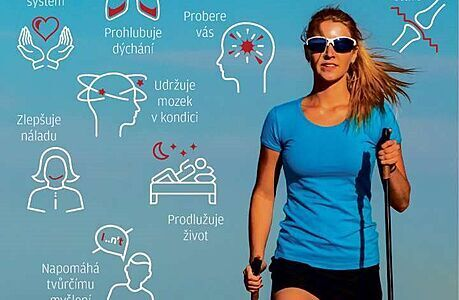 systém
Prohlubuje
dýchání
Probere
vás
Udržuje
mozek
v kondici
Zlepšuje
náladu
Prodlužuje
život
Napomáhá
tvůrčímu
myšlení